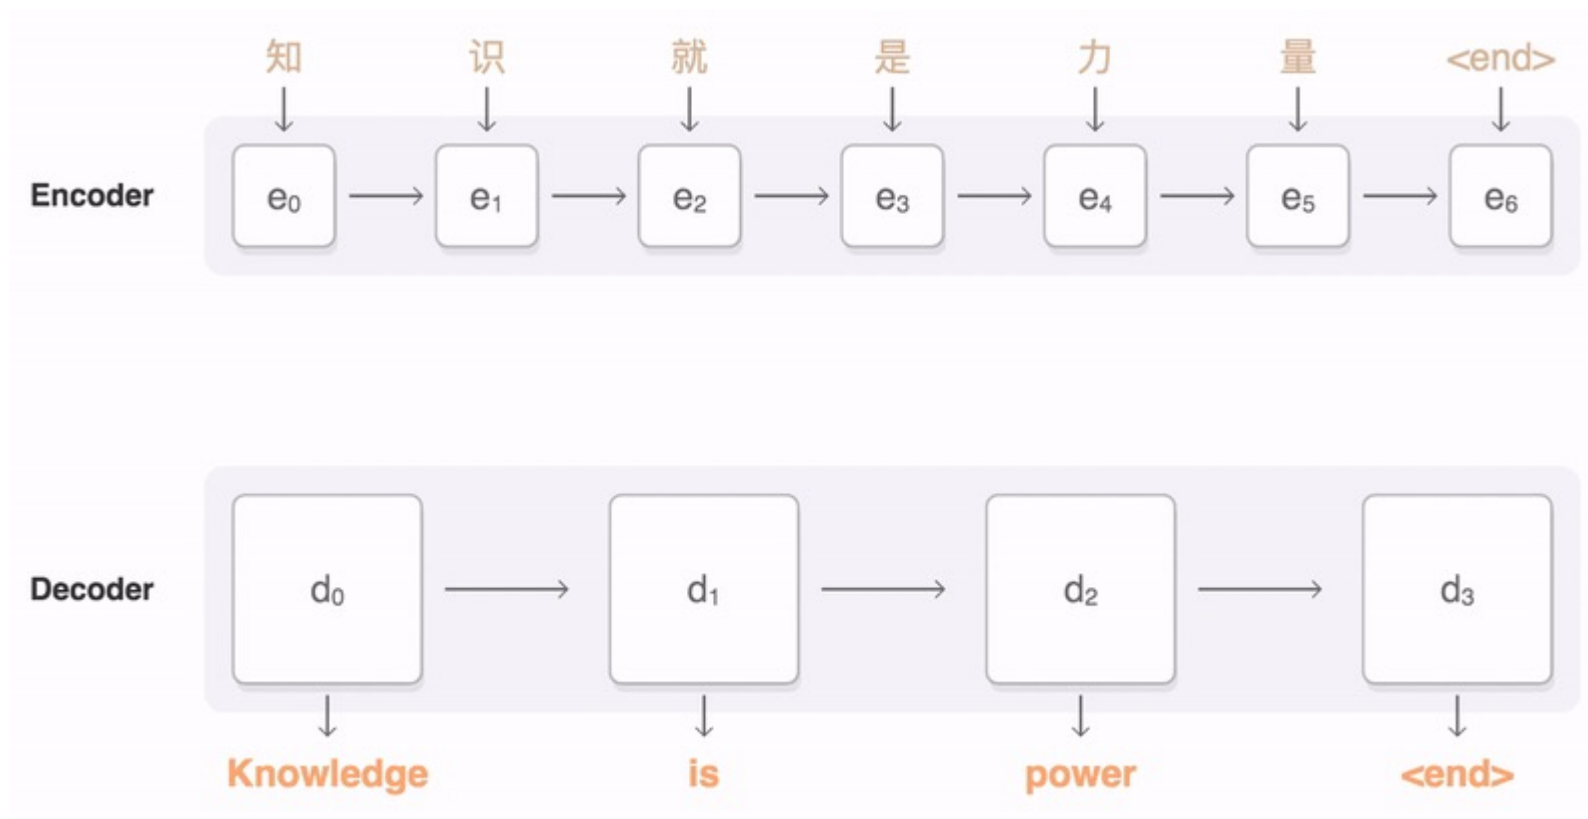 知 识 就 是 力 量 <end>
Encoder e₀ e₁ e₂ e₃ e₄ e₅ e₆
Decoder d₀ d₁ d₂ d₃
Knowledge is power <end>